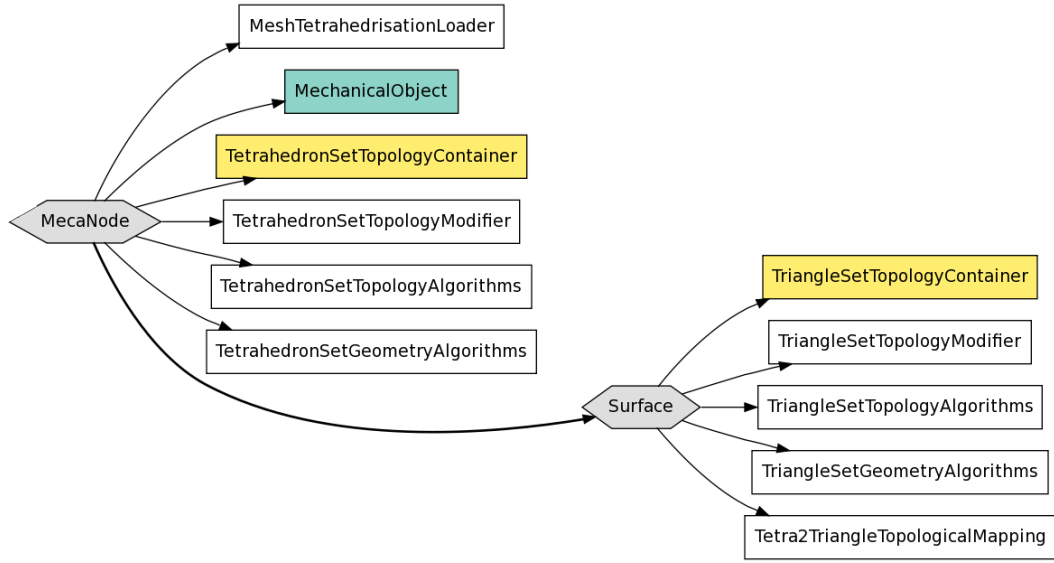 MeshTetrahedrisationLoader
MechanicalObject
TetrahedronSetTopologyContainer
MecaNode
TetrahedronSetTopologyModifier
TetrahedronSetTopologyAlgorithms
TetrahedronSetGeometryAlgorithms
TriangleSetTopologyContainer
TriangleSetTopologyModifier
Surface
TriangleSetTopologyAlgorithms
TriangleSetGeometryAlgorithms
Tetra2TriangleTopologicalMapping